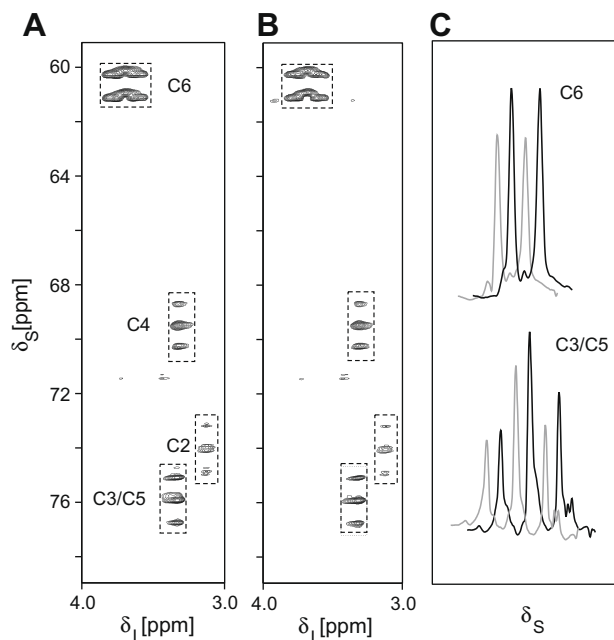 A
B
C
60
64
68
72
76
δS[ppm]
C6
C4
C2
C3/C5
4.0
3.0
δI[ppm]
4.0
3.0
δI[ppm]
C6
C3/C5
δS